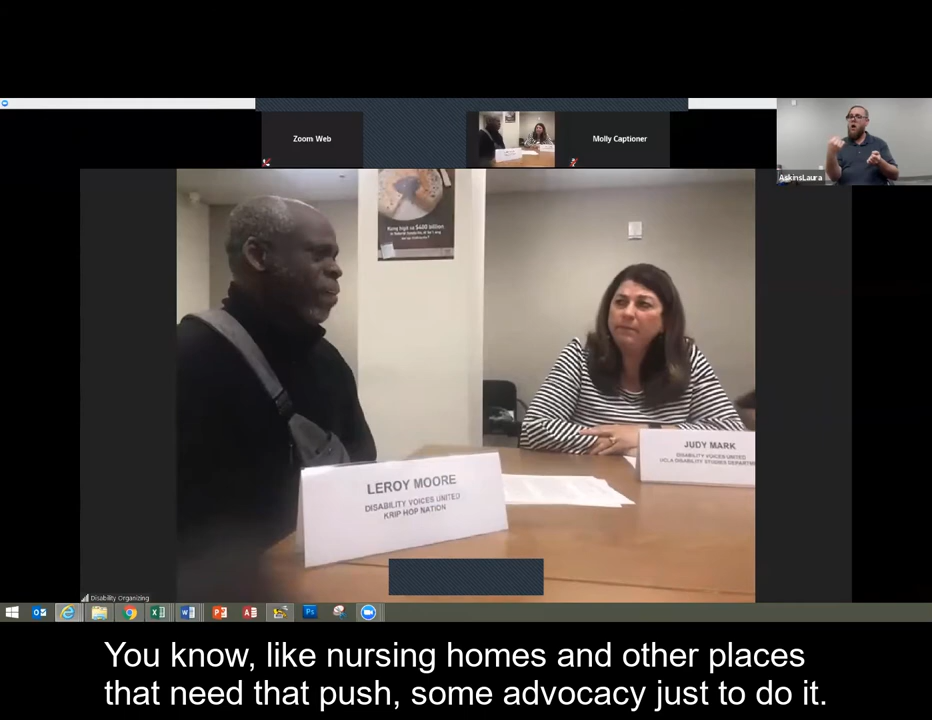 Zoom Web
Molly Captioner
AskinsLaura
LEROY MOORE
DISABILITY VOICES UNITED
KRIP HOP NATION
JUDY MARK
DISABILITY VOICES UNITED
UCLA DISABILITY STUDIES DEPARTM
Disability Organizing
You know, like nursing homes and other places
that need that push, some advocacy just to do it.